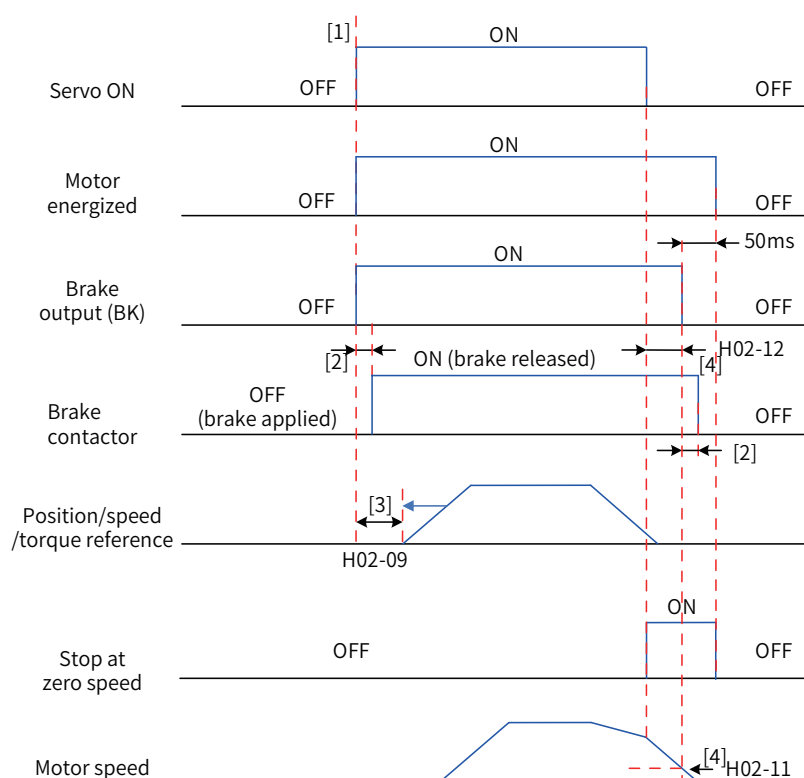 [1]
ON
Servo ON
OFF
OFF
ON
Motor
energized
OFF
OFF
50ms
ON
Brake
output (BK)
OFF
OFF
[2]
ON (brake released)
[4]
H02-12
OFF
(brake applied)
Brake
contactor
OFF
[2]
[3]
Position/speed
/torque reference
H02-09
ON
Stop at
zero speed
OFF
OFF
Motor speed
[4]
H02-11